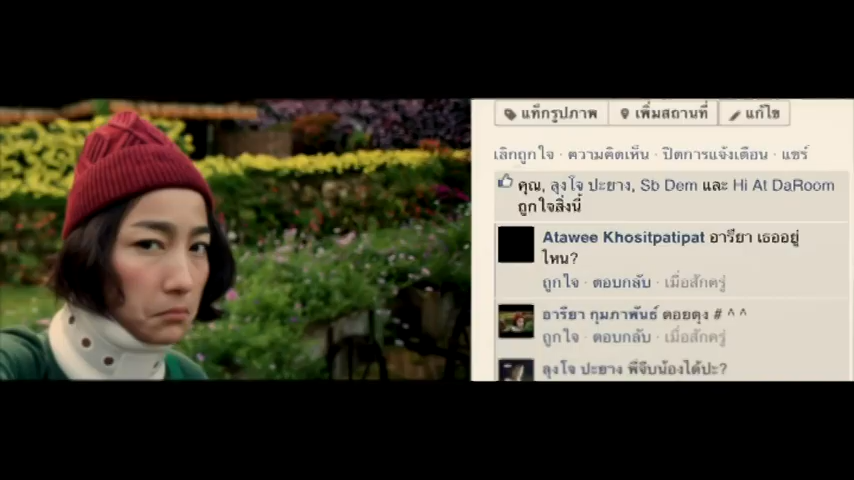 แท็กรูปภาพ
เพิ่มสถานที่
แก้ไข
เลิกถูกใจ · ความคิดเห็น · ปิดการแจ้งเตือน · แชร์
คุณ, ลุงโจ ปะยาง, Sb Dem และ Hi At DaRoom
ถูกใจสิ่งนี้
Atawee Khositpatipat อารียา เธออยู่
ไหน?
ถูกใจ · ตอบกลับ · เมื่อสักครู่
อารียา กุมภาพันธ์ ดอยตุง # ^ ^
ถูกใจ · ตอบกลับ · เมื่อสักครู่
ลุงโจ ปะยาง พี่จีบน้องได้ปะ?